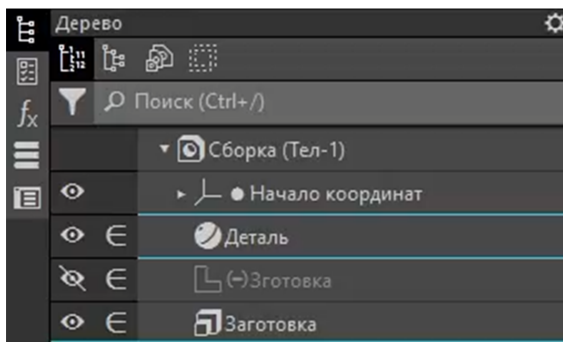 Дерево
Поиск (Ctrl+/)
Сборка (Тел-1)
Начало координат
Деталь
(-)Зготовка
Заготовка